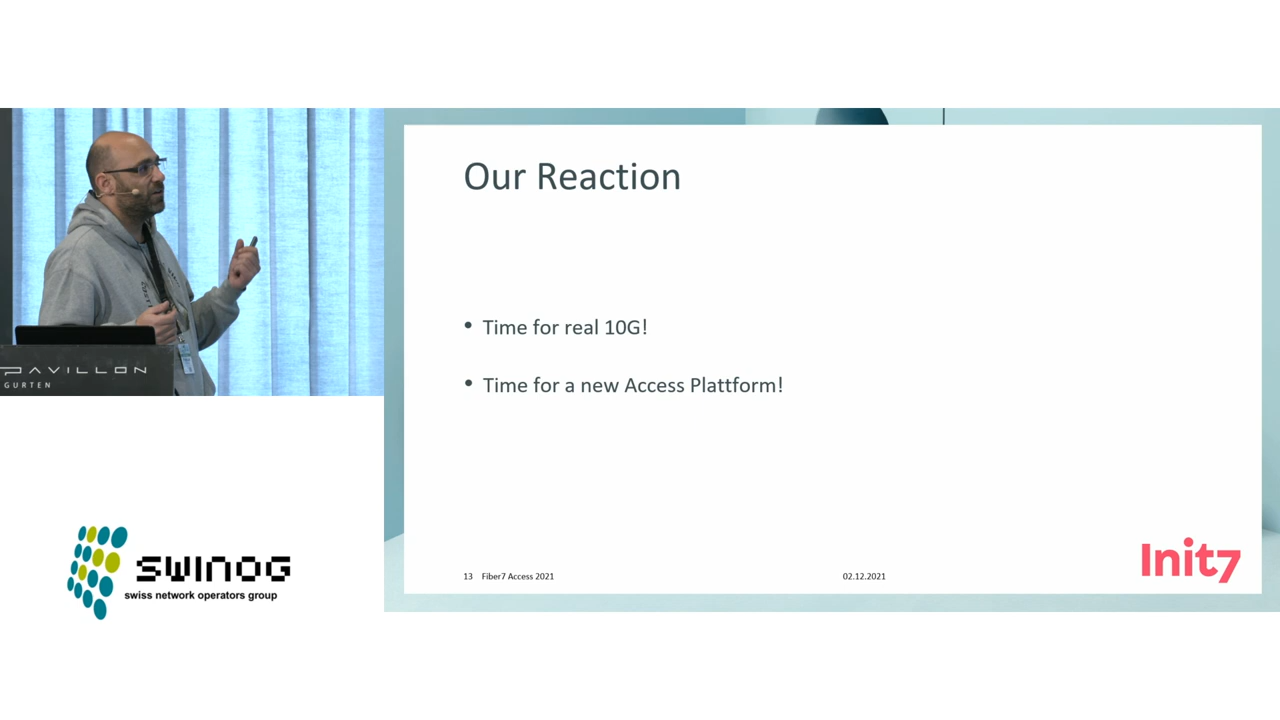 Our Reaction
• Time for real 10G!
• Time for a new Access Plattform!
13 Fiber7 Access 2021
02.12.2021
Init7
PAVILLON
GURTEN
SWINOG
swiss network operators group